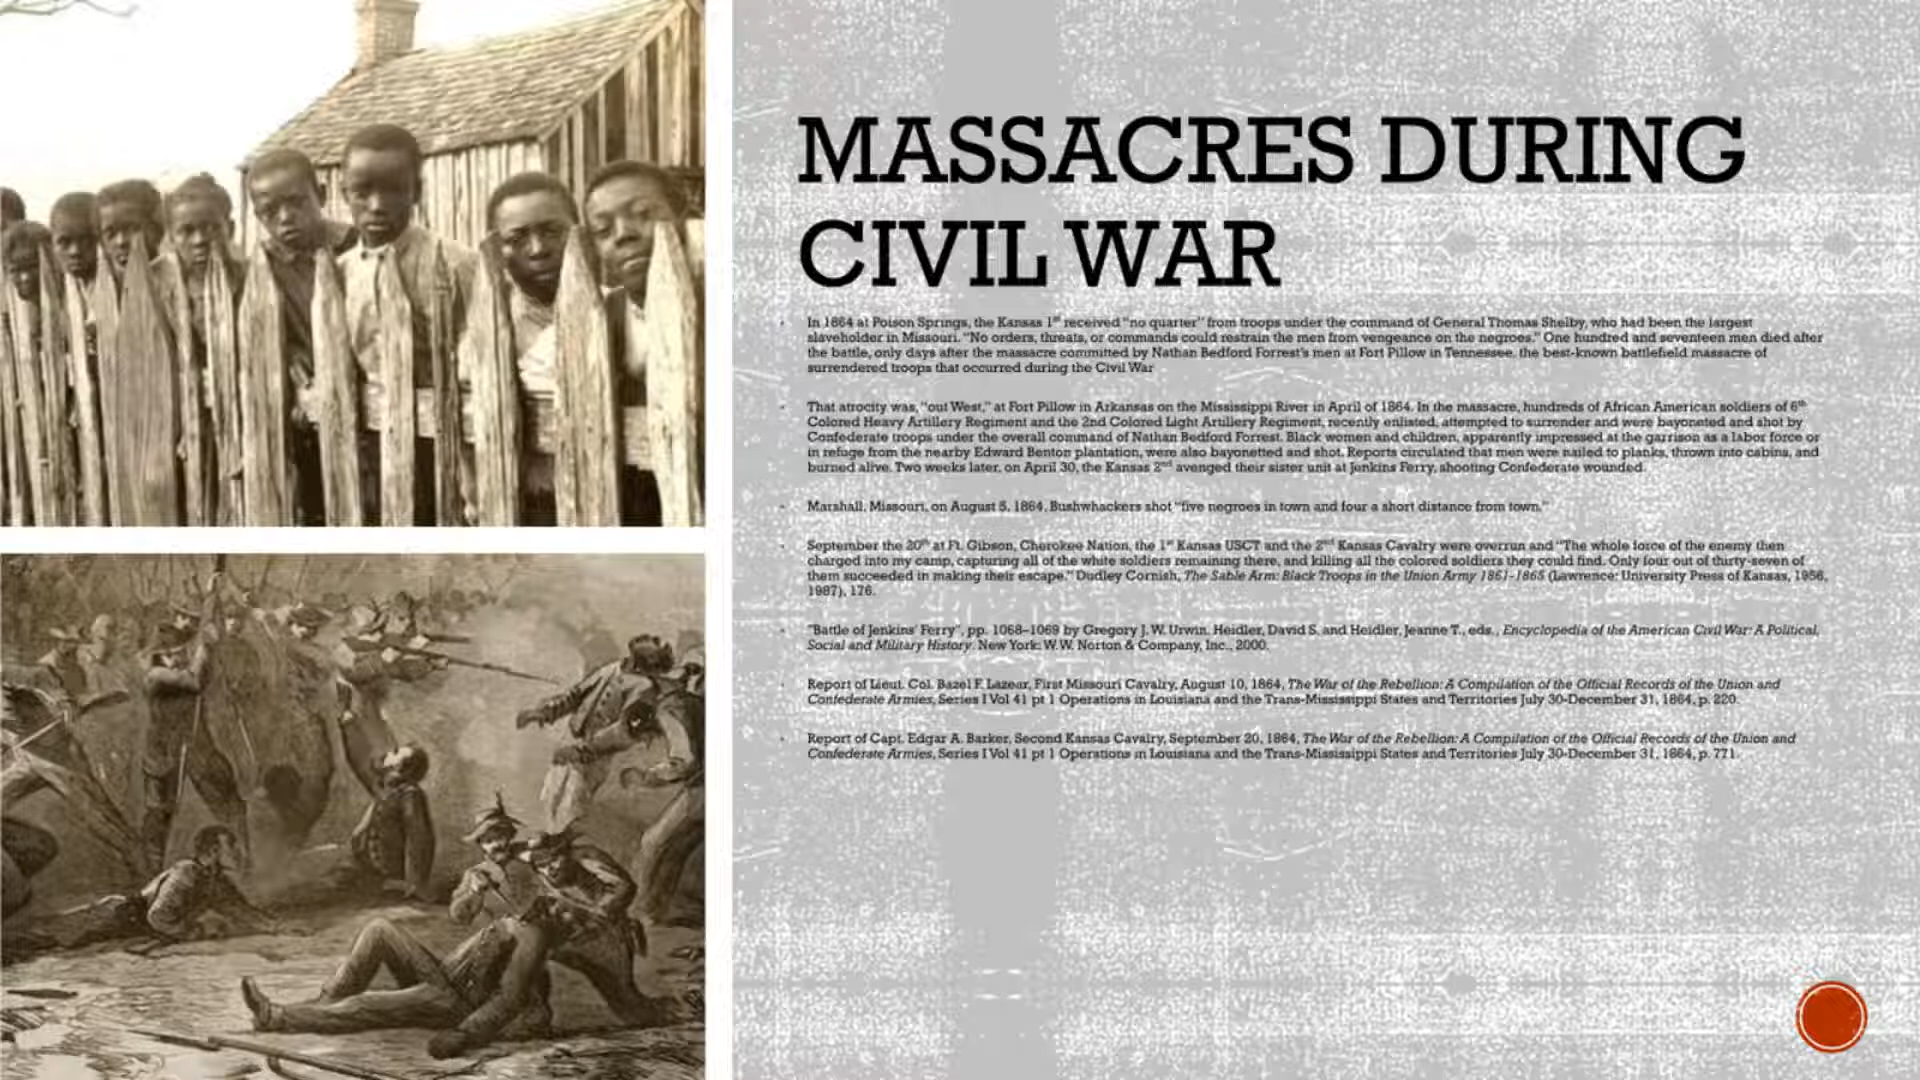 MASSACRES DURING
CIVIL WAR
In 1864 at Poison Springs, the Kansas 1st received "no quarter" from troops under the command of General Thomas Shelby, who had been the largest
slaveholder in Missouri. "No orders, threats, or commands could restrain the men from vengeance on the negroes." One hundred and seventeen men died after
the battle, only days after the massacre committed by Nathan Bedford Forrest's men at Fort Pillow in Tennessee, the best-known battlefield massacre of
surrendered troops that occurred during the Civil War
That atrocity was, "out West," at Fort Pillow in Arkansas on the Mississippi River in April of 1864. In the massacre, hundreds of African American soldiers of 6th
Colored Heavy Artillery Regiment and the 2nd Colored Light Artillery Regiment, recently enlisted, attempted to surrender and were bayoneted and shot by
Confederate troops under the overall command of Nathan Bedford Forrest. Black women and children, apparently impressed at the garrison as a labor force or
in refuge from the nearby Edward Benton plantation, were also bayonetted and shot. Reports circulated that men were nailed to planks, thrown into cabins, and
burned alive. Two weeks later, on April 30, the Kansas 2nd avenged their sister unit at Jenkins Ferry, shooting Confederate wounded.
Marshall, Missouri, on August 5, 1864, Bushwhackers shot "five negroes in town and four a short distance from town."
September the 20th at Ft. Gibson, Cherokee Nation, the 1st Kansas USCT and the 2nd Kansas Cavalry were overrun and "The whole force of the enemy then
charged into my camp, capturing all of the white soldiers remaining there, and killing all the colored soldiers they could find. Only four out of thirty-seven of
them succeeded in making their escape." Dudley Cornish, The Sable Arm: Black Troops in the Union Army 1861-1865 (Lawrence: University Press of Kansas, 1956,
1987), 176.
"Battle of Jenkins' Ferry", pp. 1068–1069 by Gregory J. W. Urwin. Heidler, David S. and Heidler, Jeanne T., eds., Encyclopedia of the American Civil War: A Political,
Social and Military History. New York: W.W. Norton & Company, Inc., 2000.
Report of Lieut. Col. Bazel F. Lazear, First Missouri Cavalry, August 10, 1864, The War of the Rebellion: A Compilation of the Official Records of the Union and
Confederate Armies, Series I Vol 41 pt 1 Operations in Louisiana and the Trans-Mississippi States and Territories July 30-December 31, 1864, p. 220.
Report of Capt. Edgar A. Barker, Second Kansas Cavalry, September 20, 1864, The War of the Rebellion: A Compilation of the Official Records of the Union and
Confederate Armies, Series I Vol 41 pt 1 Operations in Louisiana and the Trans-Mississippi States and Territories July 30-December 31, 1864, p. 771.